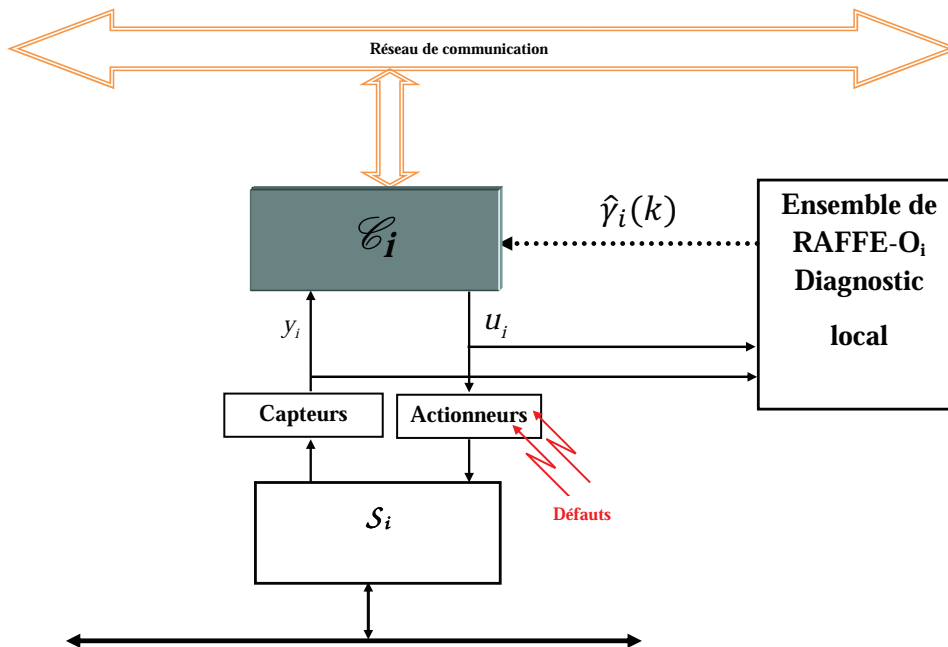 Réseau de communication
𝒞i
γ̂i(k)
Ensemble de
RAFFE-Oi
Diagnostic
local
yi
ui
Capteurs
Actionneurs
Si
Défauts